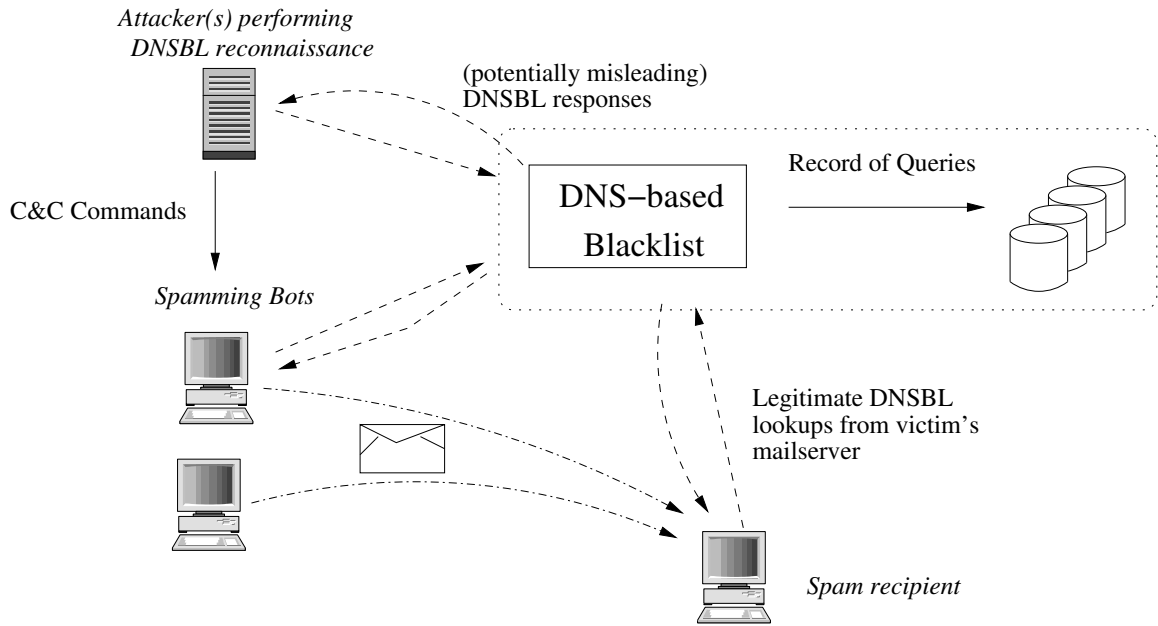 Attacker(s) performing
DNSBL reconnaissance
(potentially misleading)
DNSBL responses
Record of Queries
DNS−based
Blacklist
C&C Commands
Spamming Bots
Legitimate DNSBL
lookups from victim's
mailserver
Spam recipient